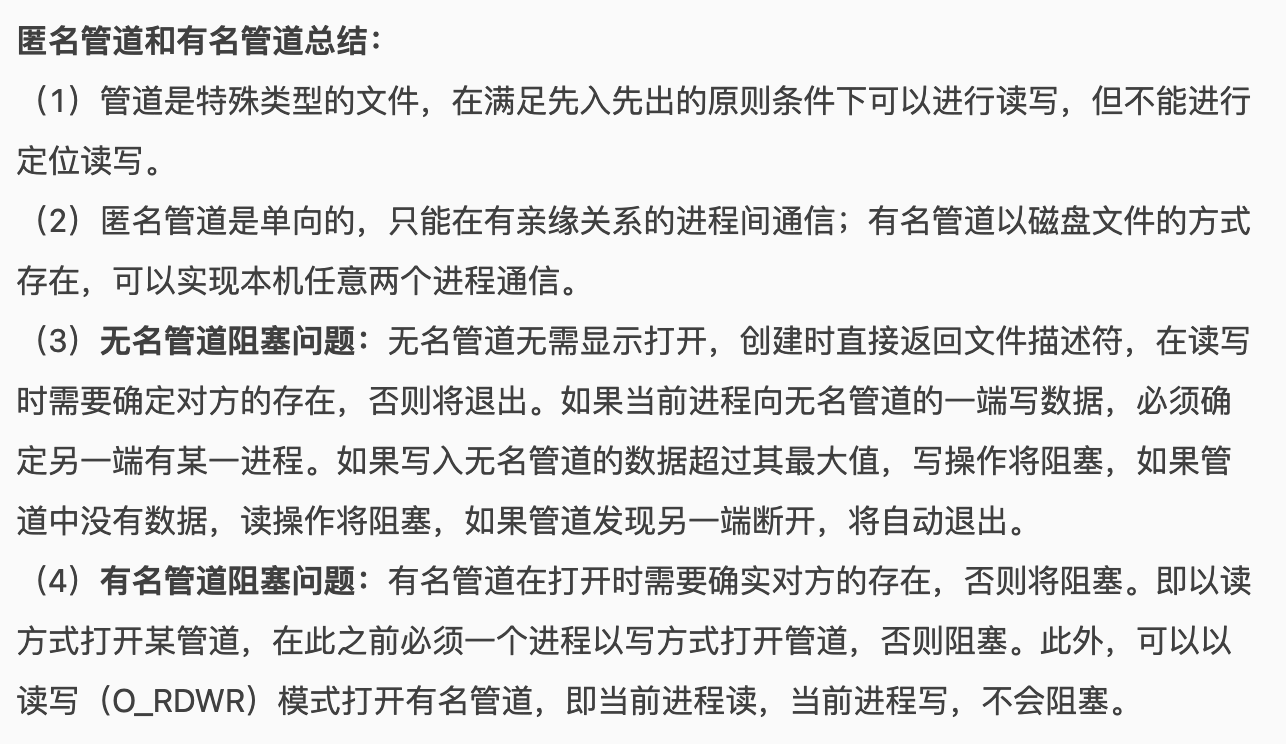 匿名管道和有名管道总结：
（1）管道是特殊类型的文件，在满足先入先出的原则条件下可以进行读写，但不能进行
定位读写。
（2）匿名管道是单向的，只能在有亲缘关系的进程间通信；有名管道以磁盘文件的方式
存在，可以实现本机任意两个进程通信。
（3）无名管道阻塞问题：无名管道无需显示打开，创建时直接返回文件描述符，在读写
时需要确定对方的存在，否则将退出。如果当前进程向无名管道的一端写数据，必须确
定另一端有某一进程。如果写入无名管道的数据超过其最大值，写操作将阻塞，如果管
道中没有数据，读操作将阻塞，如果管道发现另一端断开，将自动退出。
（4）有名管道阻塞问题：有名管道在打开时需要确实对方的存在，否则将阻塞。即以读
方式打开某管道，在此之前必须一个进程以写方式打开管道，否则阻塞。此外，可以以
读写（O_RDWR）模式打开有名管道，即当前进程读，当前进程写，不会阻塞。